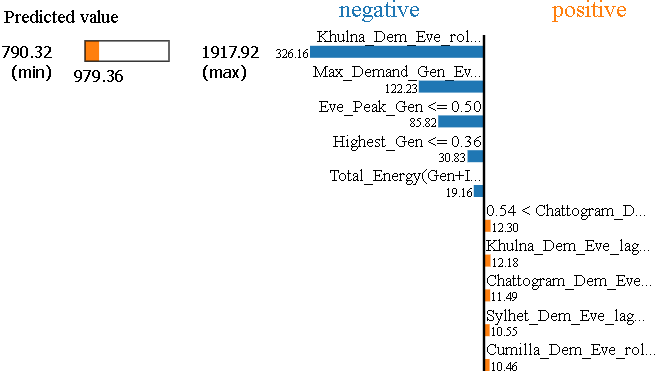 Predicted value
790.32
(min)
979.36
1917.92
(max)
negative
positive
Khulna_Dem_Eve_rol...
326.16
Max_Demand_Gen_Ev...
122.23
Eve_Peak_Gen <= 0.50
85.82
Highest_Gen <= 0.36
30.83
Total_Energy(Gen+I...
19.16
0.54 < Chattogram_D...
12.30
Khulna_Dem_Eve_lag...
12.18
Chattogram_Dem_Eve...
11.49
Sylhet_Dem_Eve_lag...
10.55
Cumilla_Dem_Eve_rol...
10.46